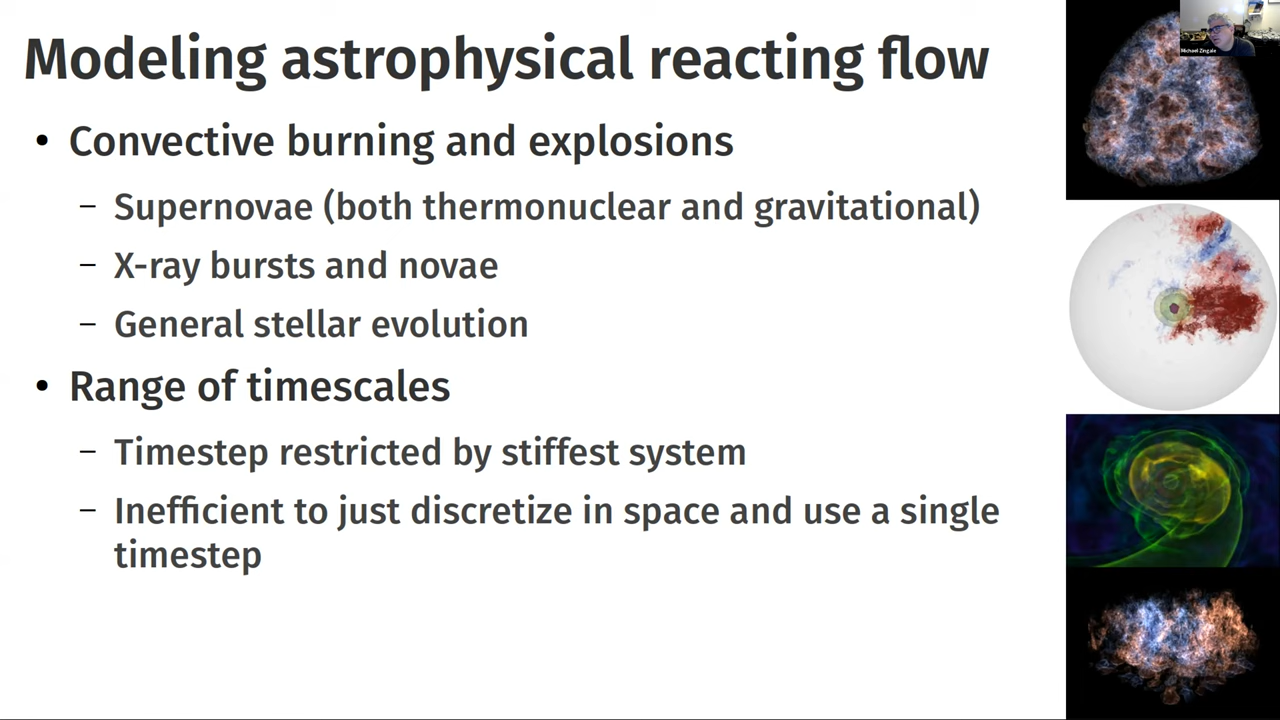 Modeling astrophysical reacting flow
• Convective burning and explosions
– Supernovae (both thermonuclear and gravitational)
– X-ray bursts and novae
– General stellar evolution
• Range of timescales
– Timestep restricted by stiffest system
– Inefficient to just discretize in space and use a single
timestep
Michael Zingale